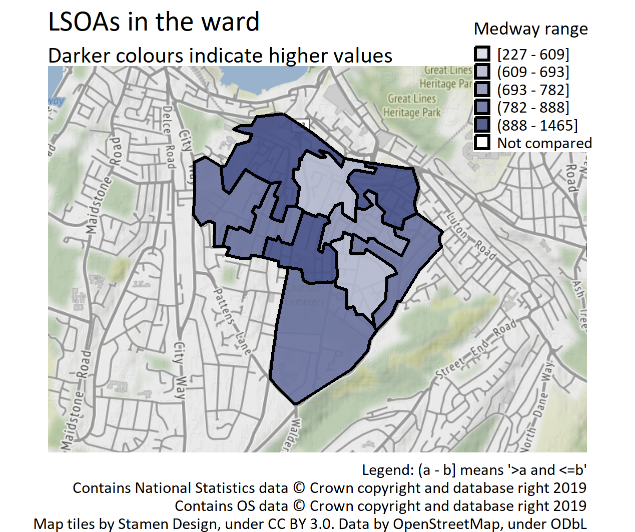 LSOAs in the ward
Darker colours indicate higher values
Medway range
[227 - 609]
(609 - 693]
(693 - 782]
(782 - 888]
(888 - 1465]
Not compared
Great Lines
Heritage Park
Great Lines
Heritage Park
way
Delce Road
City W
Maidstone Road
Road
Luton Road
Ash Tree
Pattens Lane
City Way
Maidstone Road
Street End Road
North Dane Way
Walde
Legend: (a - b] means '>a and <=b'
Contains National Statistics data © Crown copyright and database right 2019
Contains OS data © Crown copyright and database right 2019
Map tiles by Stamen Design, under CC BY 3.0. Data by OpenStreetMap, under ODbL